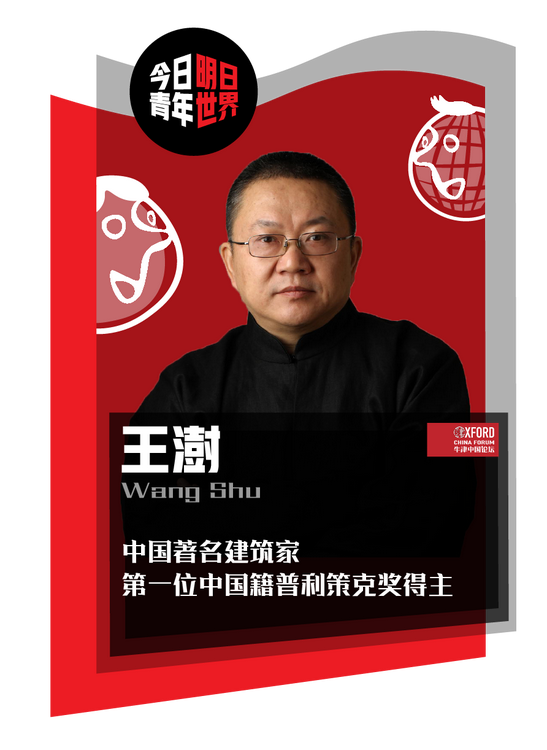 今日明日
青年世界
王澍
Wang Shu
OXFORD
CHINA FORUM
牛津中国论坛
中国著名建筑家
第一位中国籍普利策克奖得主